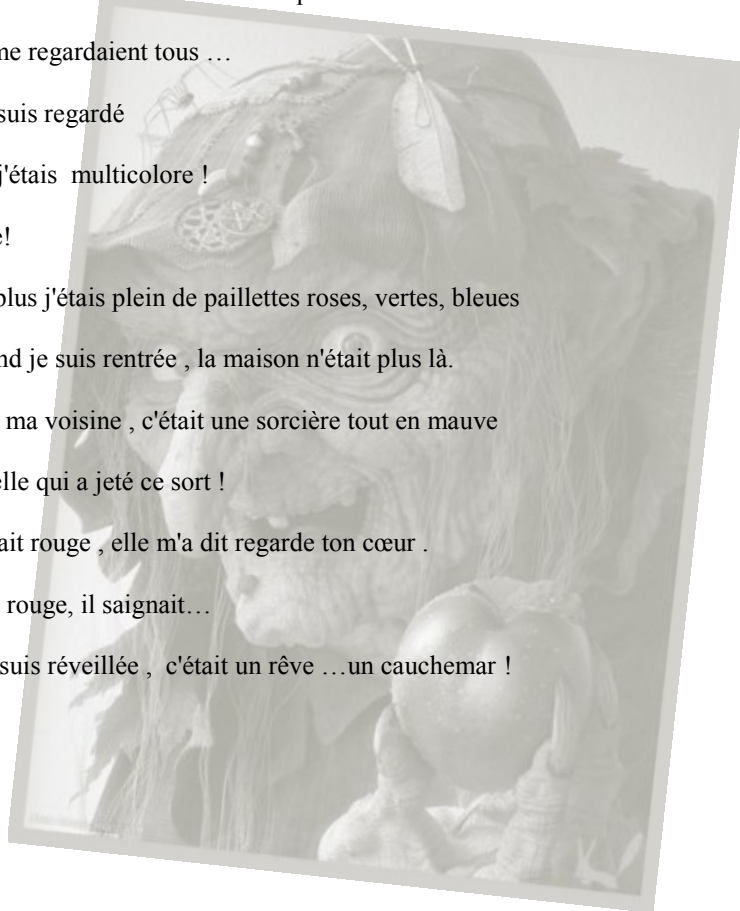 me regardaient tous …
suis regardé
j'étais multicolore !
!
plus j'étais plein de paillettes roses, vertes, bleues
je suis rentrée , la maison n'était plus là.
ma voisine , c'était une sorcière tout en mauve
elle qui a jeté ce sort !
rouge , elle m'a dit regarde ton cœur .
rouge, il saignait…
suis réveillée , c'était un rêve …un cauchemar !